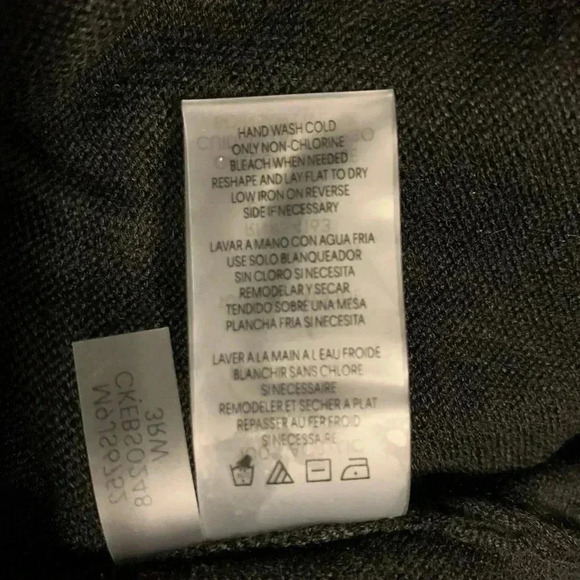 HAND WASH COLD
ONLY NON-CHLORINE
BLEACH WHEN NEEDED
RESHAPE AND LAY FLAT TO DRY
LOW IRON ON REVERSE
SIDE IF NECESSARY
LAVAR A MANO CON AGUA FRIA
USE SOLO BLANQUEADOR
SIN CLORO SI NECESITA
REMODELAR Y SECAR
TENDIDO SOBRE UNA MESA
PLANCHA FRIA SI NECESITA
LAVER A LA MAIN A L EAU FROIDE
BLANCHIR SANS CHLORE
SI NECESSAIRE
REMODELER ET SECHER A PLAT
REPASSER AU FER FROID
SI NECESSAIRE
3RW
CKEBS0248